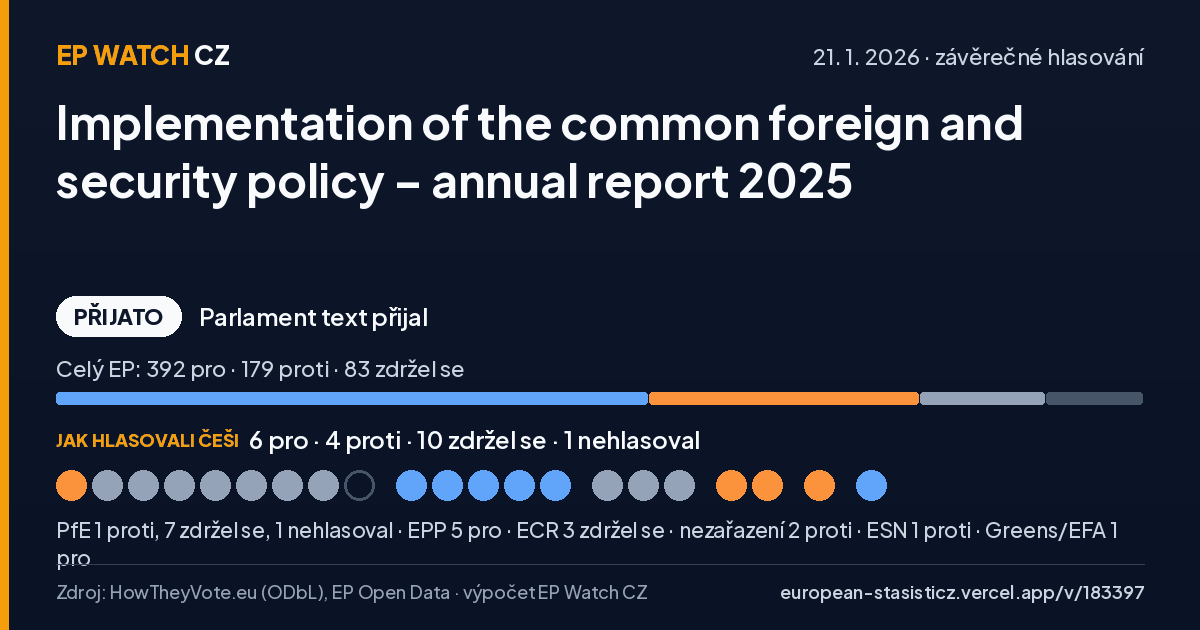 EP WATCH CZ
21. 1. 2026 · závěrečné hlasování
Implementation of the common foreign and
security policy – annual report 2025
PŘIJATO Parlament text přijal
Celý EP: 392 pro · 179 proti · 83 zdržel se
JAK HLASOVALI ČEŠI 6 pro · 4 proti · 10 zdržel se · 1 nehlasoval
PfE 1 proti, 7 zdržel se, 1 nehlasoval · EPP 5 pro · ECR 3 zdržel se · nezařazení 2 proti · ESN 1 proti · Greens/EFA 1
pro
Zdroj: HowTheyVote.eu (ODbL), EP Open Data · výpočet EP Watch CZ
european-stasisticz.vercel.app/v/183397